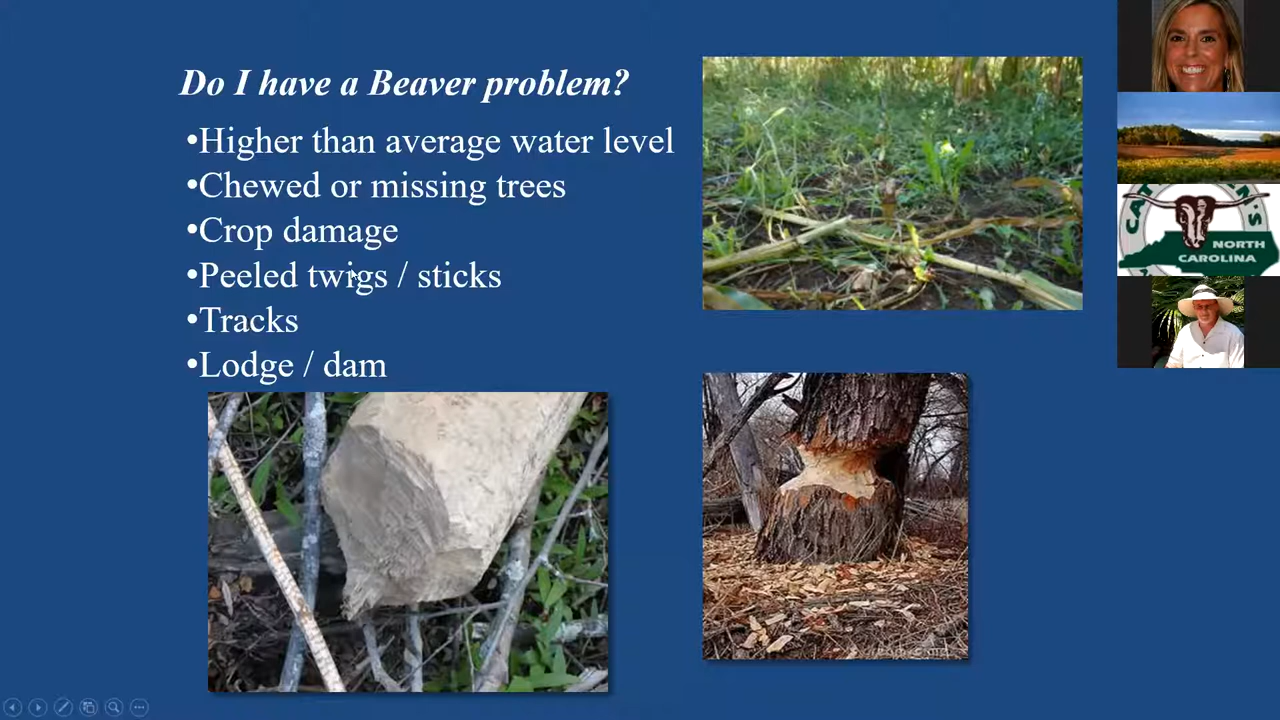 Do I have a Beaver problem?
•Higher than average water level
•Chewed or missing trees
•Crop damage
•Peeled twigs / sticks
•Tracks
•Lodge / dam
NORTH
CAROLINA